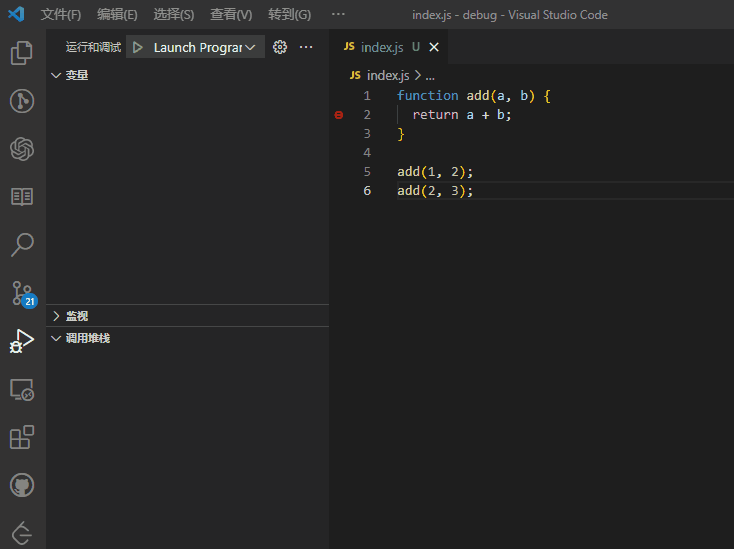 文件(F) 编辑(E) 选择(S) 查看(V) 转到(G) ··· index.js - debug - Visual Studio Code
运行和调试 Launch Progran ···
JS index.js U
变量
JS index.js > ...
1 function add(a, b) {
2 return a + b;
3 }
4
5 add(1, 2);
6 add(2, 3);
21
监视
调用堆栈